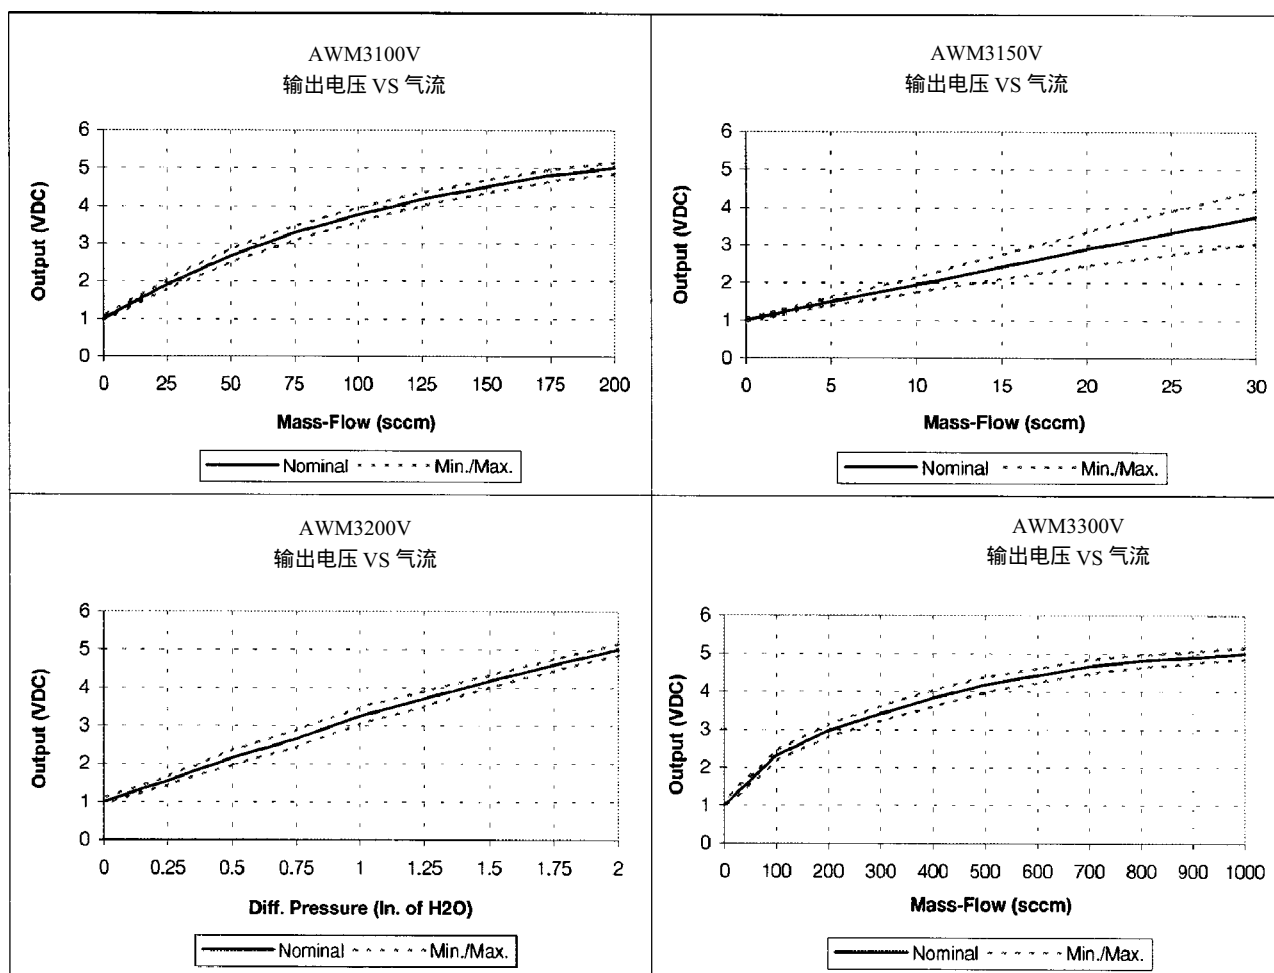 AWM3100V
输出电压 VS 气流
6
5
4
3
2
1
0
Output (VDC)
0 25 50 75 100 125 150 175 200
Mass-Flow (sccm)
Nominal Min./Max.
AWM3150V
输出电压 VS 气流
6
5
4
3
2
1
0
Output (VDC)
0 5 10 15 20 25 30
Mass-Flow (sccm)
Nominal Min./Max.
AWM3200V
输出电压 VS 气流
6
5
4
3
2
1
0
Output (VDC)
0 0.25 0.5 0.75 1 1.25 1.5 1.75 2
Diff. Pressure (In. of H2O)
Nominal Min./Max.
AWM3300V
输出电压 VS 气流
6
5
4
3
2
1
0
Output (VDC)
0 100 200 300 400 500 600 700 800 900 1000
Mass-Flow (sccm)
Nominal Min./Max.